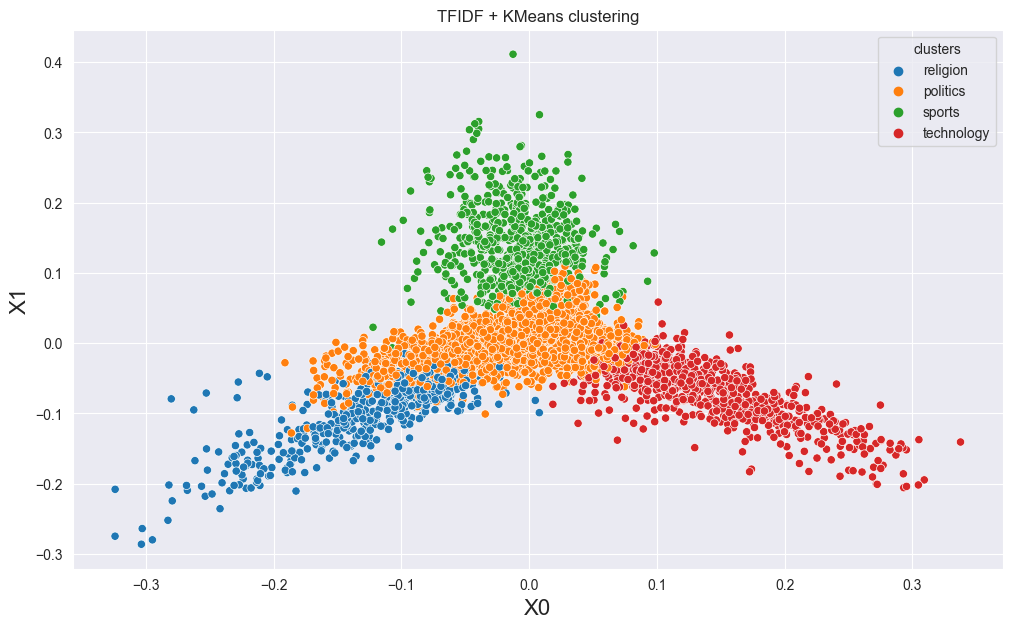 TFIDF + KMeans clustering
clusters
religion
politics
sports
technology
0.4
0.3
0.2
0.1
0.0
−0.1
−0.2
−0.3
X1
−0.3
−0.2
−0.1
0.0
0.1
0.2
0.3
X0